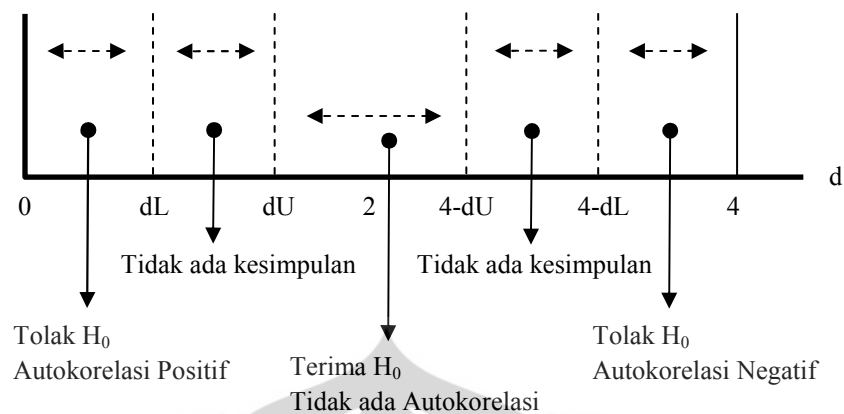 d
0 dL dU 2 4-dU 4-dL 4
Tidak ada kesimpulan Tidak ada kesimpulan
Tolak H₀
Autokorelasi Positif
Terima H₀
Tidak ada Autokorelasi
Tolak H₀
Autokorelasi Negatif